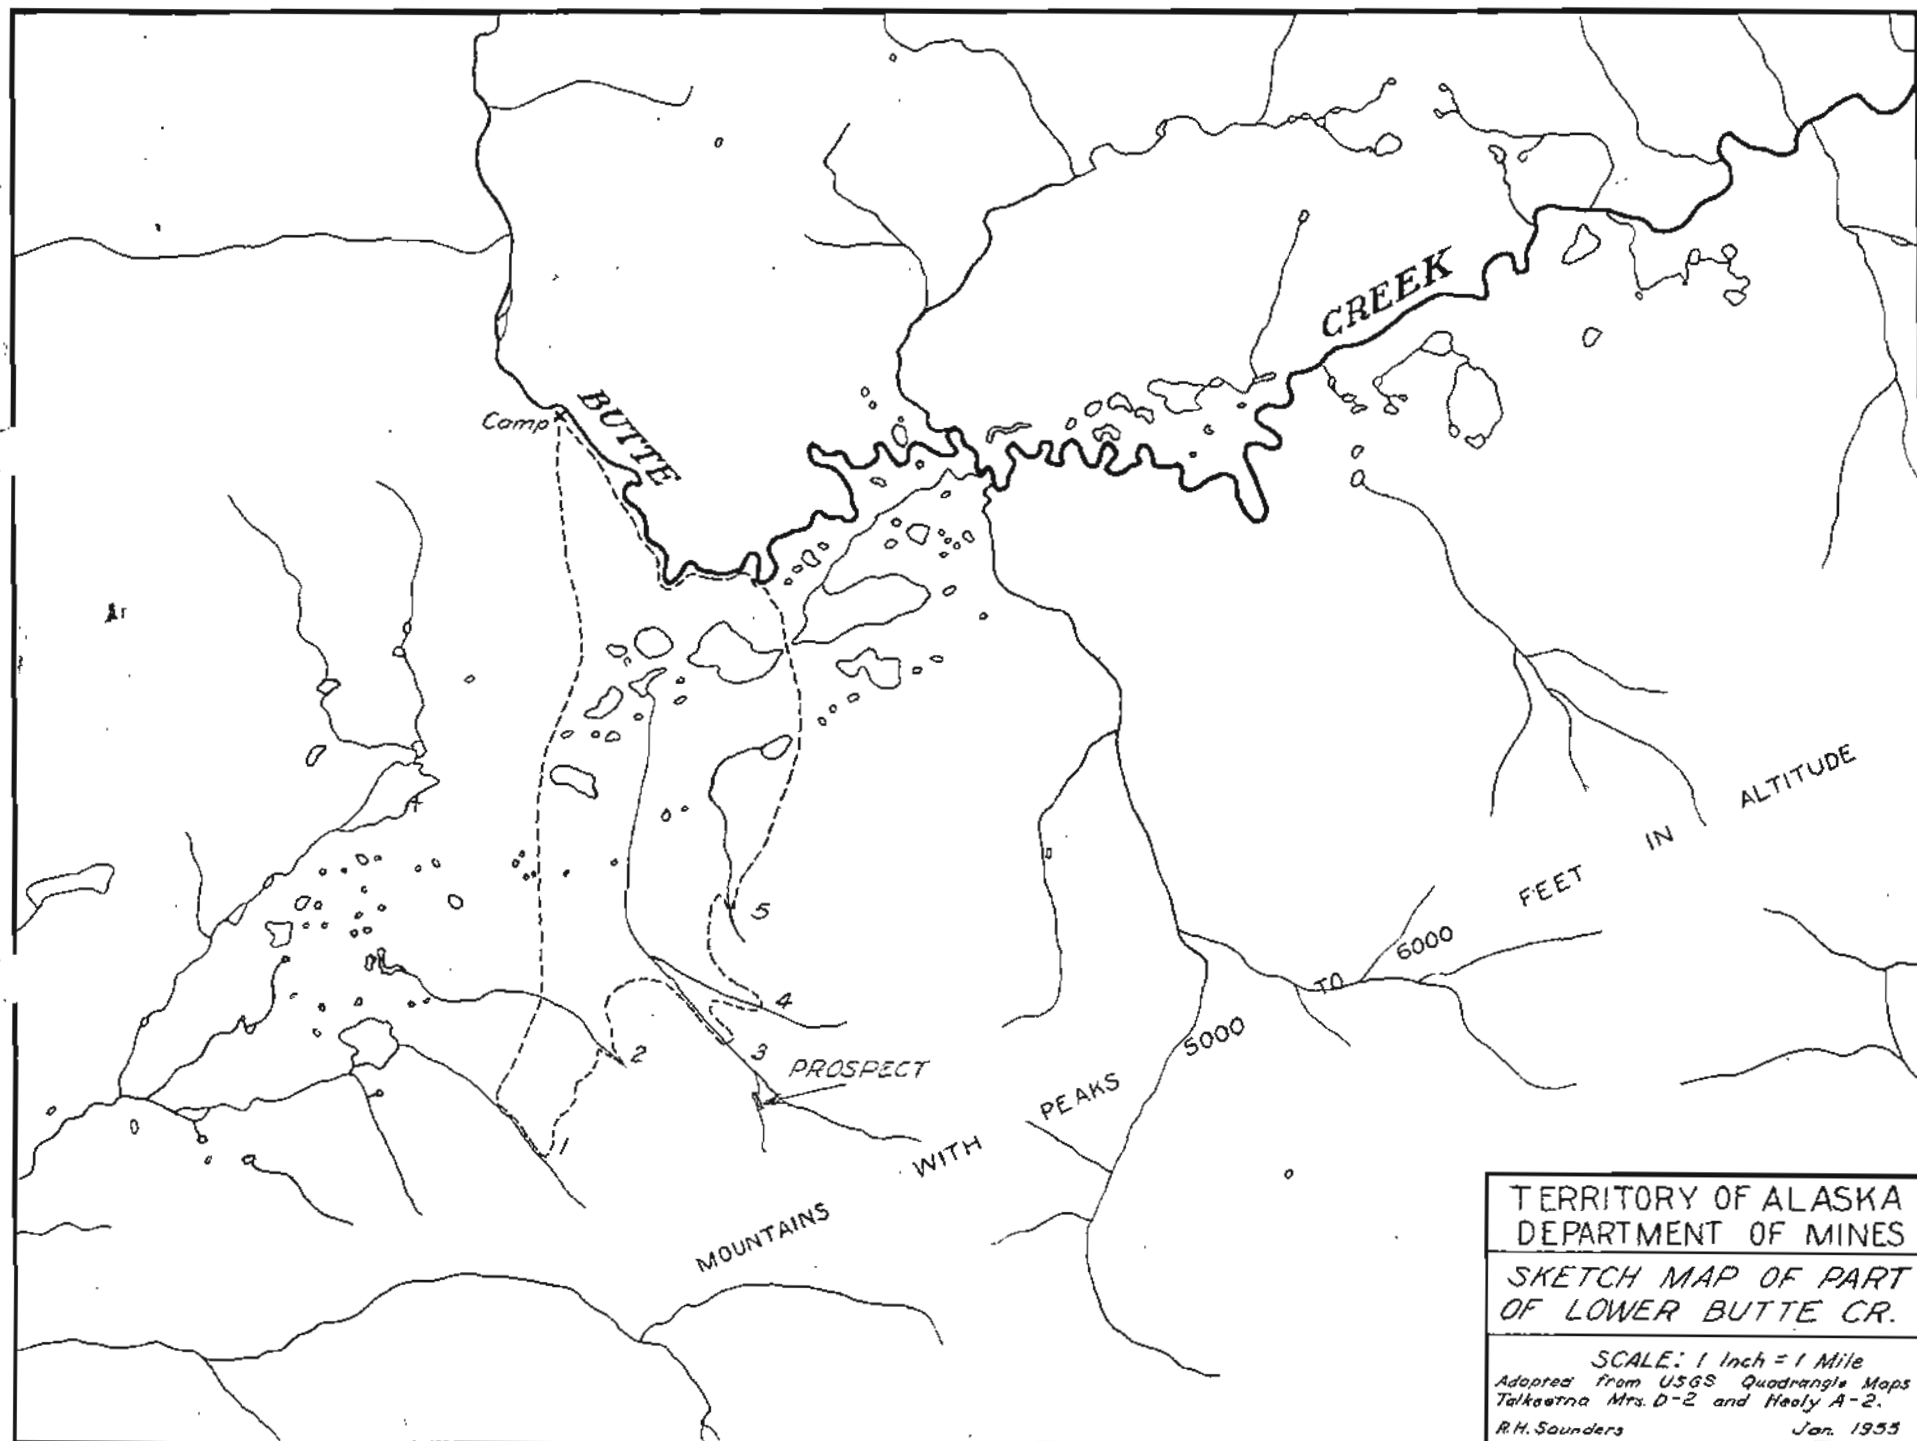 CREEK
BUTTE
Camp
ALTITUDE
IN
FEET
6000
TO
5000
PEAKS
WITH
MOUNTAINS
5
4
3
2
1
PROSPECT
TERRITORY OF ALASKA
DEPARTMENT OF MINES
SKETCH MAP OF PART
OF LOWER BUTTE CR.
SCALE: 1 Inch = 1 Mile
Adapted from USGS Quadrangle Maps
Talkeetna Mts. D-2 and Healy A-2.
R.H. Saunders Jan. 1955